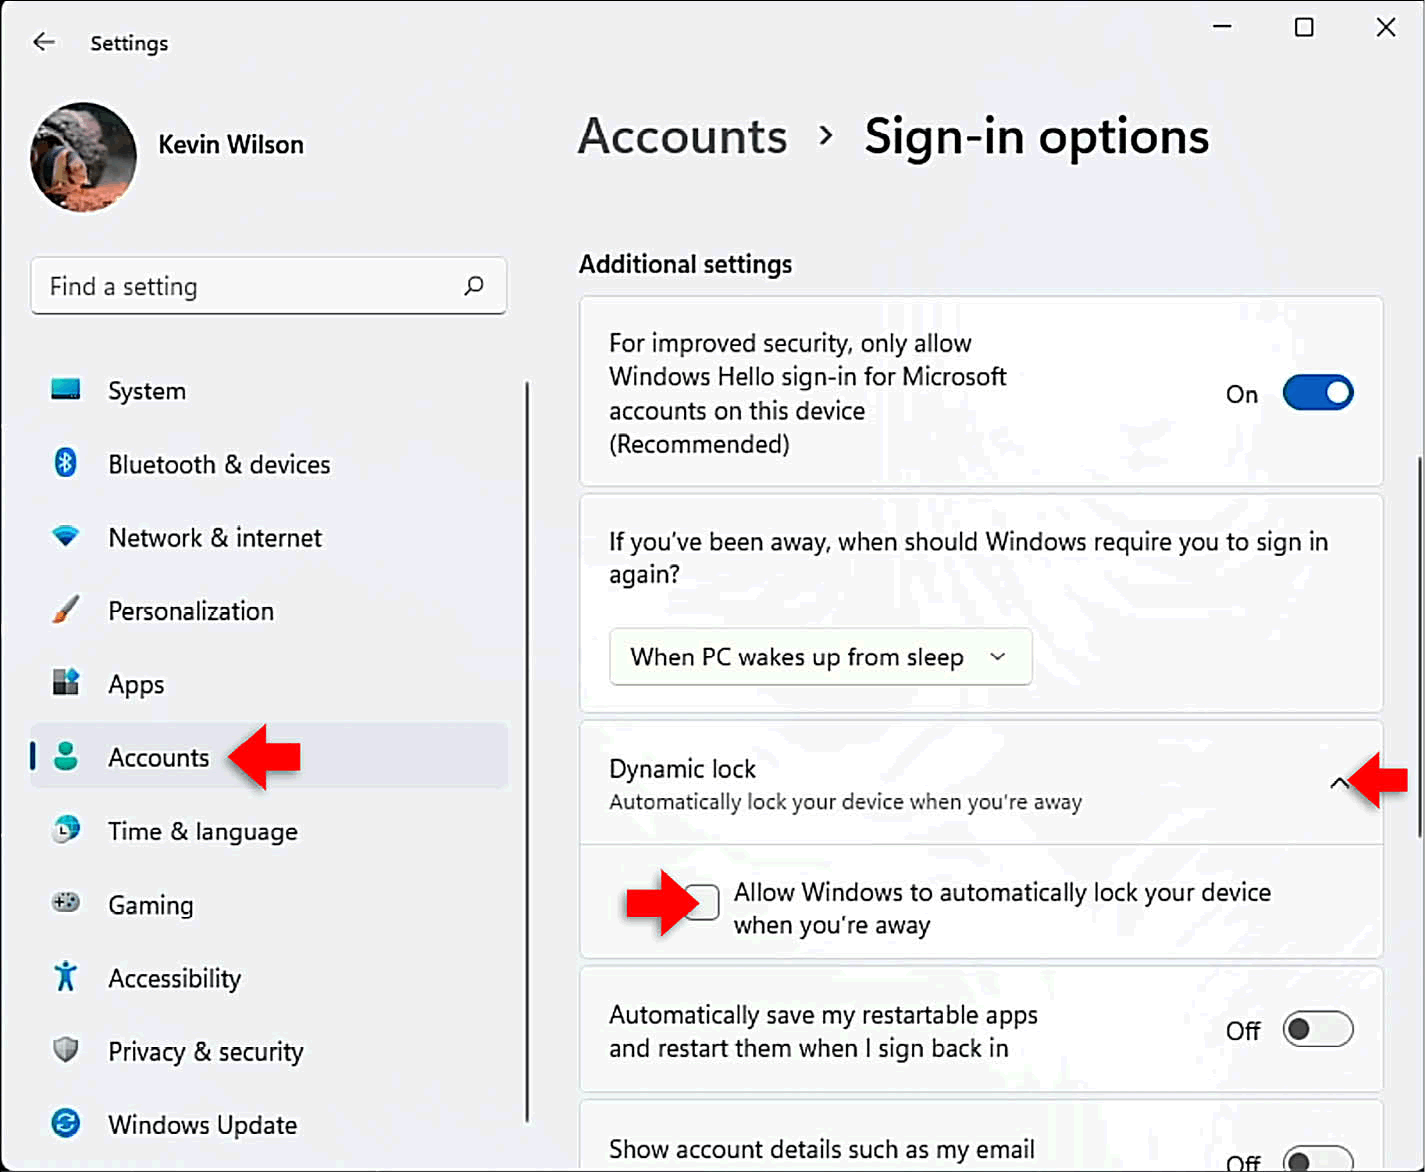 Settings
Kevin Wilson
Find a setting
System
Bluetooth & devices
Network & internet
Personalization
Apps
Accounts
Time & language
Gaming
Accessibility
Privacy & security
Windows Update
Accounts > Sign-in options
Additional settings
For improved security, only allow
Windows Hello sign-in for Microsoft
accounts on this device
(Recommended)
On
If you've been away, when should Windows require you to sign in
again?
When PC wakes up from sleep
Dynamic lock
Automatically lock your device when you're away
Allow Windows to automatically lock your device
when you're away
Automatically save my restartable apps
and restart them when I sign back in
Off
Show account details such as my email
Off